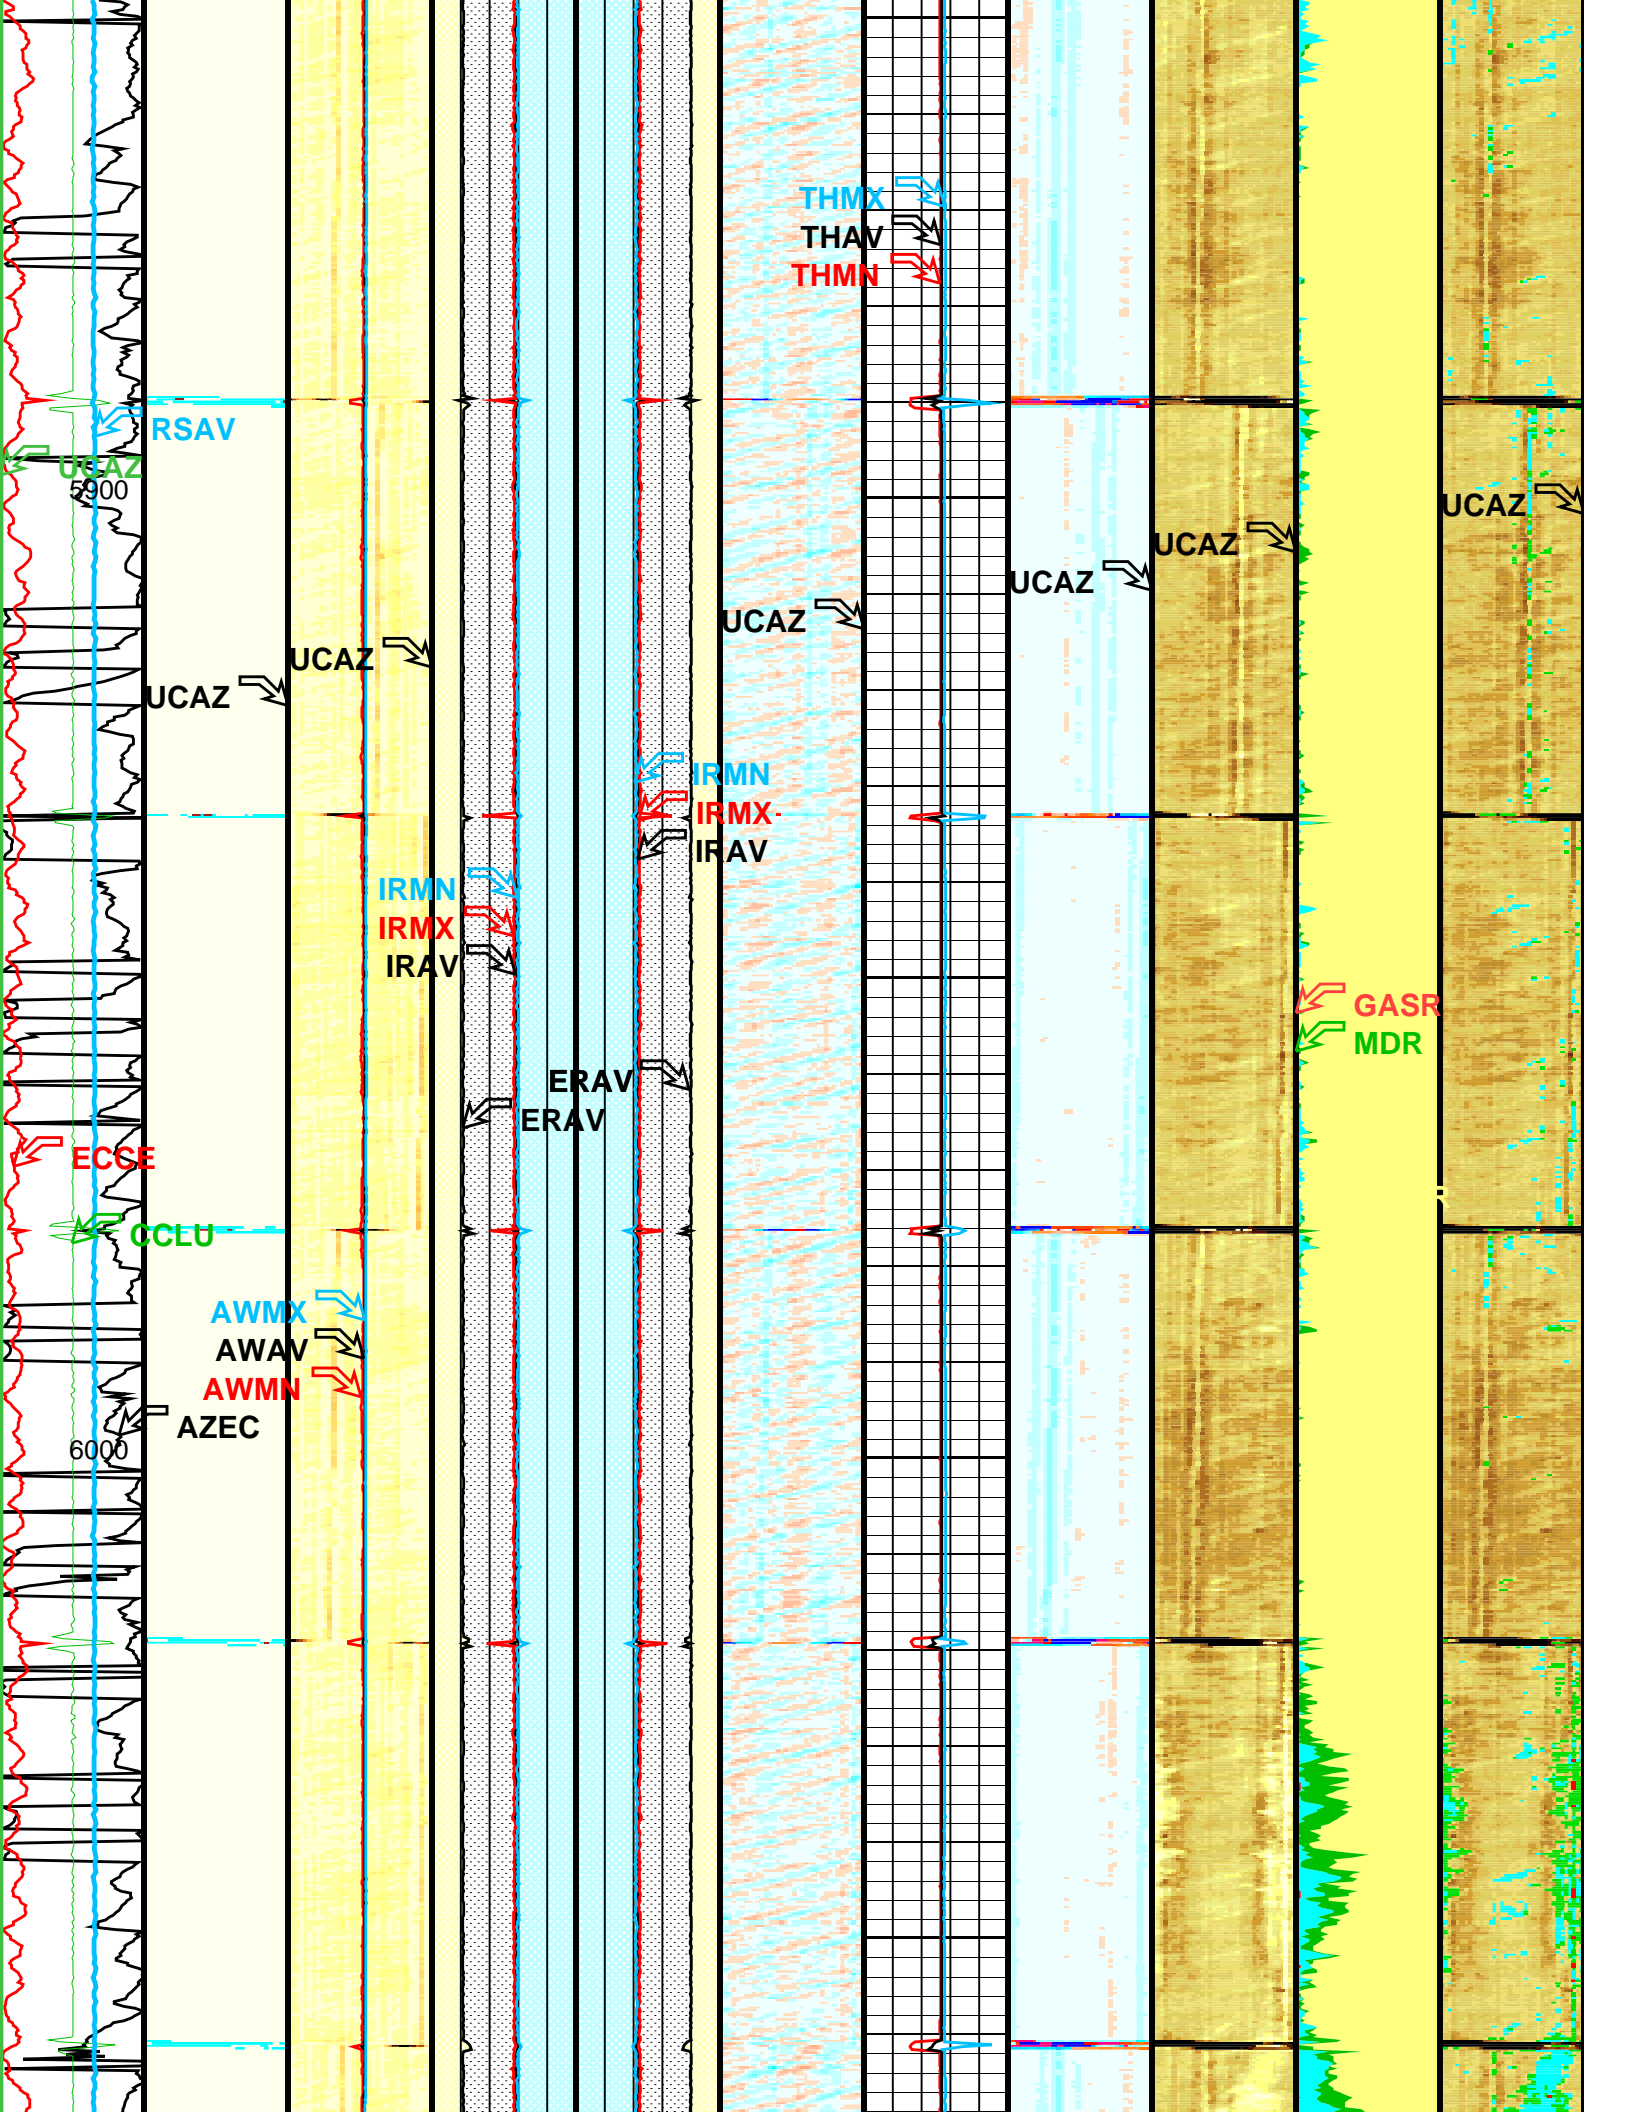 THMX
THAV
THMN
RSAV
UCAZ
5900
UCAZ
UCAZ
UCAZ
UCAZ
UCAZ
UCAZ
IRMN
IRMX
IRAV
IRMN
IRMX
IRAV
GASR
MDR
ERAV
ERAV
ECCE
R
CCLU
AWMX
AWAV
AWMN
AZEC
6000